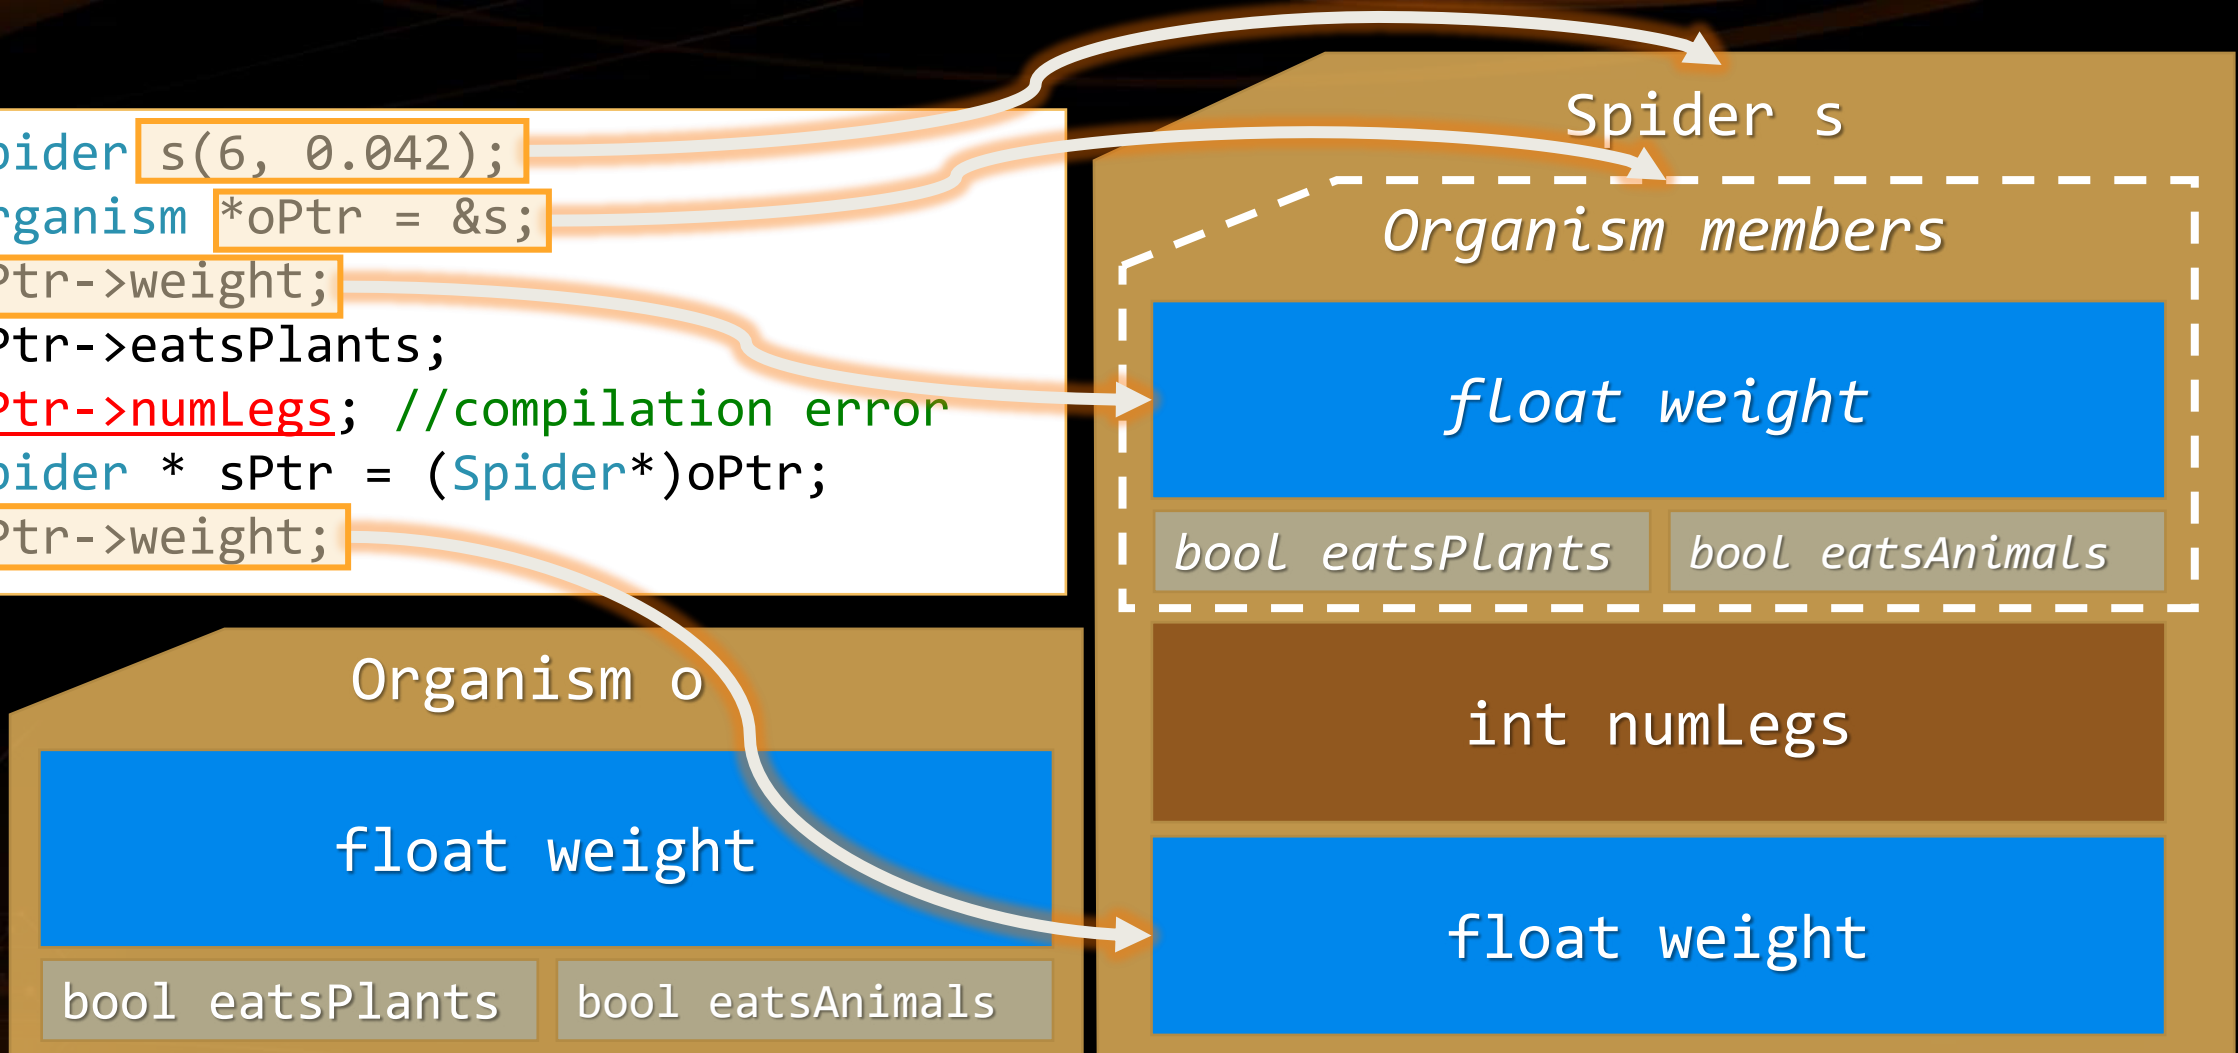 pider s(6, 0.042);
rganism *oPtr = &s;
Ptr->weight;
Ptr->eatsPlants;
Ptr->numLegs; //compilation error
pider * sPtr = (Spider*)oPtr;
Ptr->weight;
Organism o
float weight
bool eatsPlants bool eatsAnimals
Spider s
Organism members
float weight
bool eatsPlants bool eatsAnimals
int numLegs
float weight